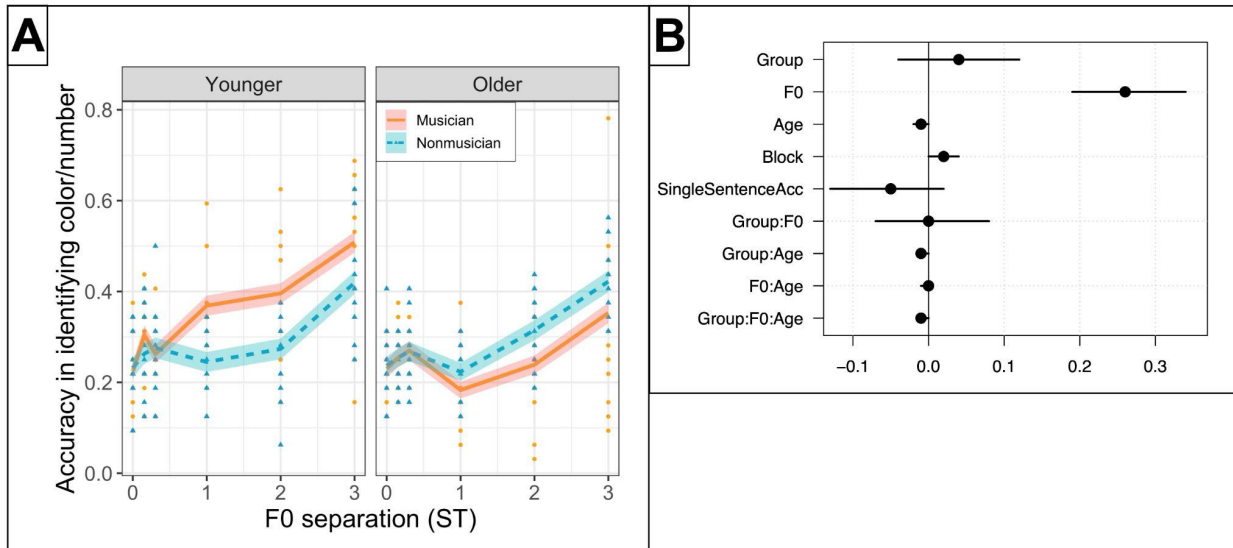 A
Younger
Older
Musician
Nonmusician
0.8
0.6
0.4
0.2
0.0
0 1 2 3
0 1 2 3
Accuracy in identifying color/number
F0 separation (ST)
B
Group
F0
Age
Block
SingleSentenceAcc
Group:F0
Group:Age
F0:Age
Group:F0:Age
−0.1 0.0 0.1 0.2 0.3